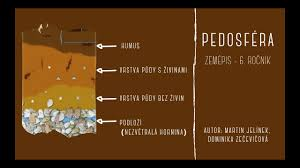 HUMUS
VRSTVA PŮDY S ŽIVINAMI
VRSTVA PŮDY BEZ ŽIVIN
PODLOŽÍ
(NEZVĚTRALÁ HORNINA)
PEDOSFÉRA
ZEMĚPIS - 6. ROČNÍK
AUTOR: MARTIN JELÍNEK,
DOMINIKA ZEČEVIČOVÁ